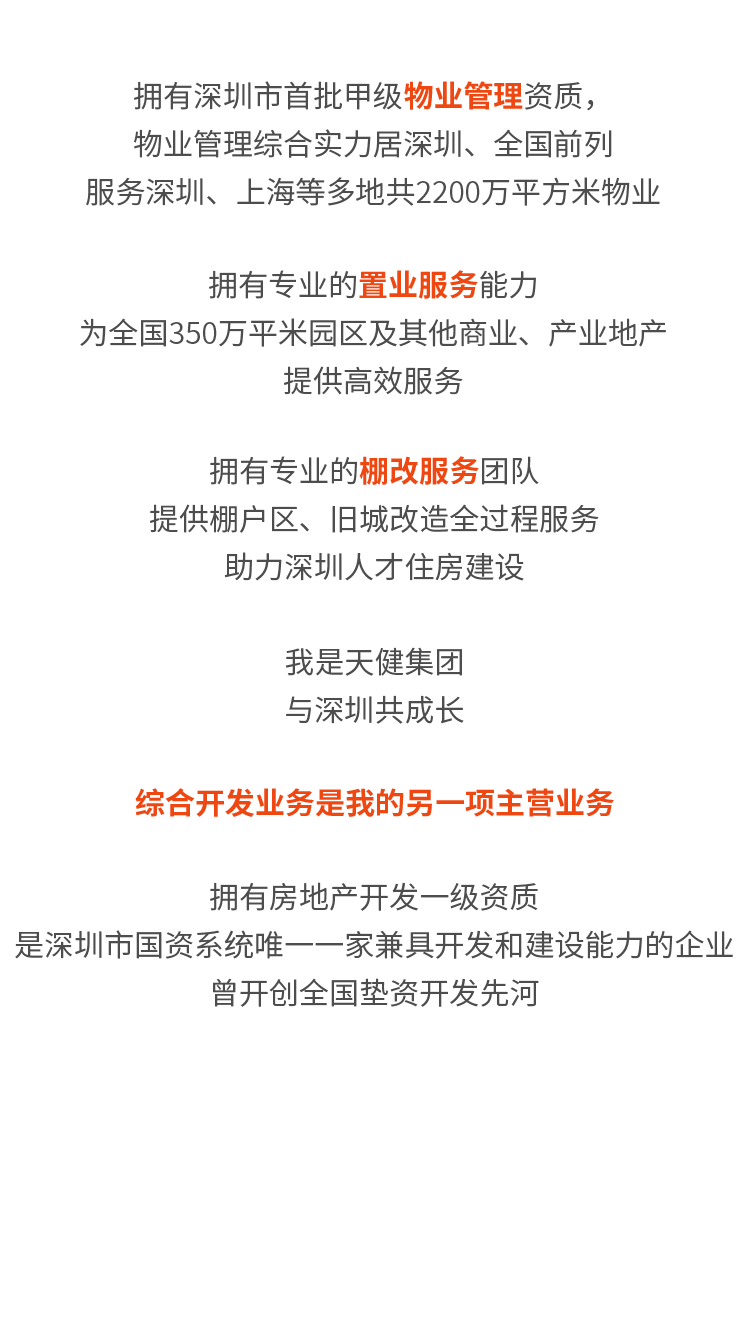 拥有深圳市首批甲级物业管理资质，
物业管理综合实力居深圳、全国前列
服务深圳、上海等多地共2200万平方米物业
拥有专业的置业服务能力
为全国350万平米园区及其他商业、产业地产
提供高效服务
拥有专业的棚改服务团队
提供棚户区、旧城改造全过程服务
助力深圳人才住房建设
我是天健集团
与深圳共成长
综合开发业务是我的另一项主营业务
拥有房地产开发一级资质
是深圳市国资系统唯一一家兼具开发和建设能力的企业
曾开创全国垫资开发先河